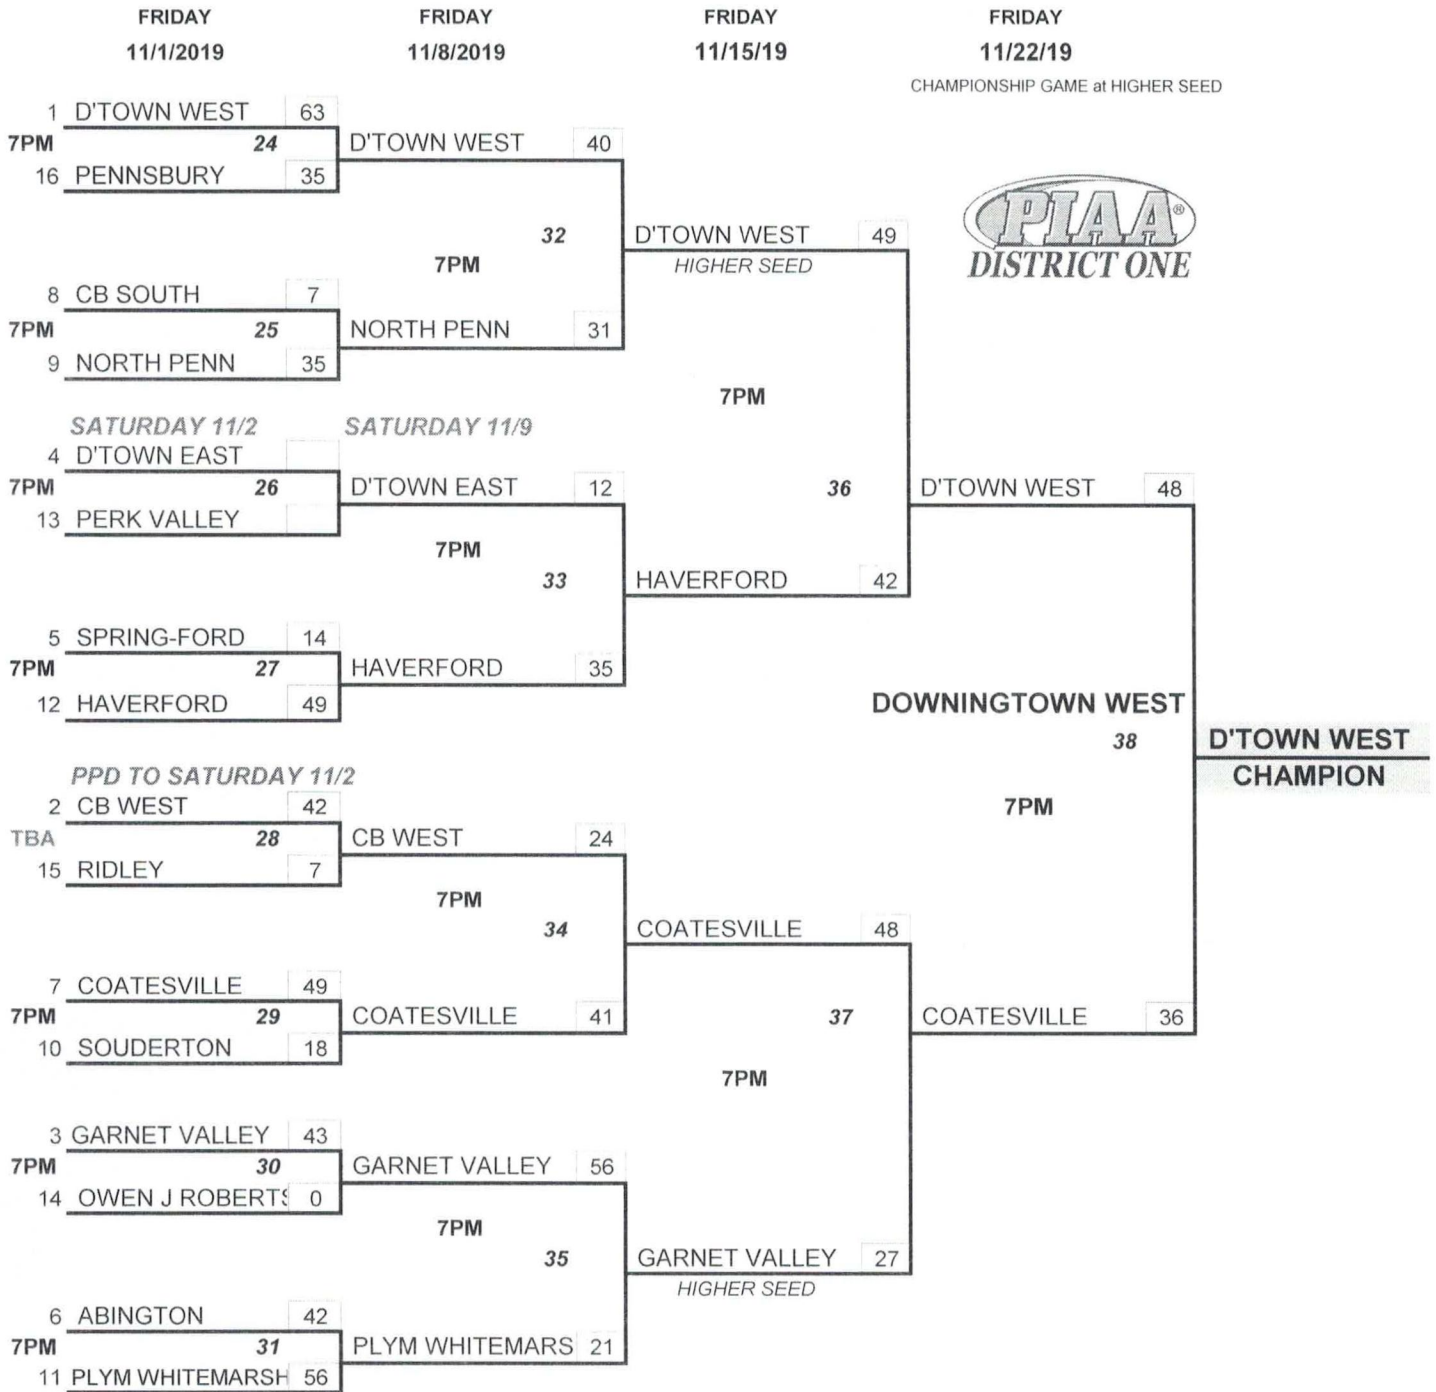 FRIDAY FRIDAY FRIDAY FRIDAY
11/1/2019 11/8/2019 11/15/19 11/22/19
CHAMPIONSHIP GAME at HIGHER SEED
1 D'TOWN WEST 63
7PM 24 D'TOWN WEST 40
16 PENNSBURY 35
PIAA®
DISTRICT ONE
32 D'TOWN WEST 49
7PM HIGHER SEED
8 CB SOUTH 7
7PM 25 NORTH PENN 31
9 NORTH PENN 35
7PM
SATURDAY 11/2 SATURDAY 11/9
4 D'TOWN EAST
7PM 26 D'TOWN EAST 12 36 D'TOWN WEST 48
13 PERK VALLEY
7PM
33 HAVERFORD 42
5 SPRING-FORD 14
7PM 27 HAVERFORD 35
12 HAVERFORD 49 DOWNINGTOWN WEST
38 D'TOWN WEST
PPD TO SATURDAY 11/2 CHAMPION
2 CB WEST 42 7PM
TBA 28 CB WEST 24
15 RIDLEY 7
7PM
34 COATESVILLE 48
7 COATESVILLE 49
7PM 29 COATESVILLE 41 37 COATESVILLE 36
10 SOUDERTON 18
7PM
3 GARNET VALLEY 43
7PM 30 GARNET VALLEY 56
14 OWEN J ROBERTS 0
7PM
35 GARNET VALLEY 27
HIGHER SEED
6 ABINGTON 42
7PM 31 PLYM WHITEMARS 21
11 PLYM WHITEMARSH 56